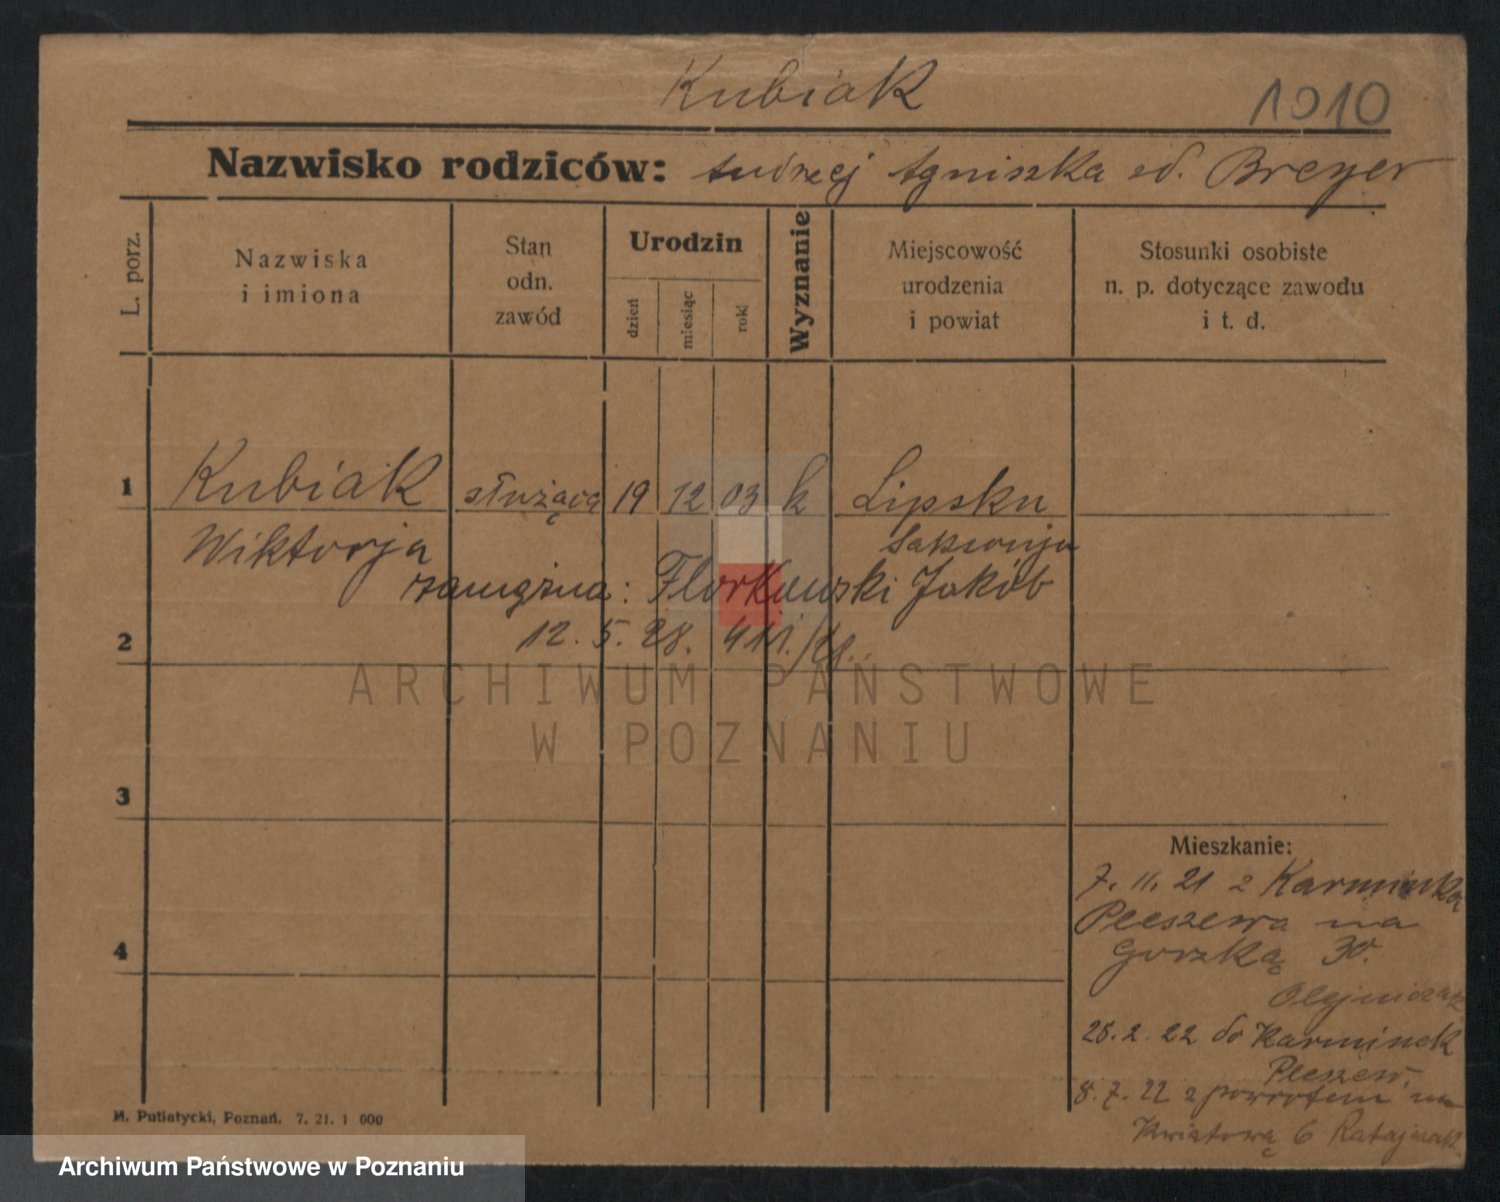 Kubiak
1910
Nazwisko rodziców: Andrzej Agniszka zd. Breyer
L. porz.
Nazwiska i imiona
Stan odn. zawód
Urodzin
dzień
miesiąc
rok
Wyznanie
Miejscowość urodzenia i powiat
Stosunki osobiste n. p. dotyczące zawodu i t. d.
1 Kubiak służąca 19 12 03 k Lipsku
Wiktorja Saksonja
zamężna: Florkowski Jakób
2 12. 5. 28. 411./28.
ARCHIWUM PAŃSTWOWE
W POZNANIU
3
Mieszkanie:
7. 11. 21 z Karminka
Pleszewa na
4 Gorzką 30.
Olejniczak
28. 2. 22 do Karminek
Pleszew.
8. 7. 22 z powrotem na
Kwiatową 6 Ratajczak
M. Putiatycki, Poznań. 7. 21. 1 000
Archiwum Państwowe w Poznaniu